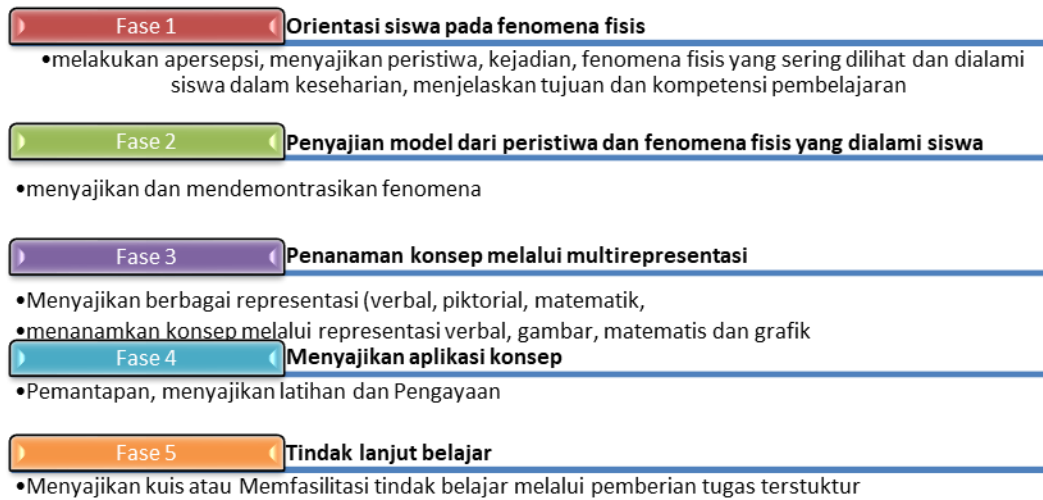 Fase 1 Orientasi siswa pada fenomena fisis
•melakukan apersepsi, menyajikan peristiwa, kejadian, fenomena fisis yang sering dilihat dan dialami
siswa dalam keseharian, menjelaskan tujuan dan kompetensi pembelajaran
Fase 2 Penyajian model dari peristiwa dan fenomena fisis yang dialami siswa
•menyajikan dan mendemontrasikan fenomena
Fase 3 Penanaman konsep melalui multirepresentasi
•Menyajikan berbagai representasi (verbal, piktorial, matematik,
•menanamkan konsep melalui representasi verbal, gambar, matematis dan grafik
Fase 4 Menyajikan aplikasi konsep
•Pemantapan, menyajikan latihan dan Pengayaan
Fase 5 Tindak lanjut belajar
•Menyajikan kuis atau Memfasilitasi tindak belajar melalui pemberian tugas terstuktur